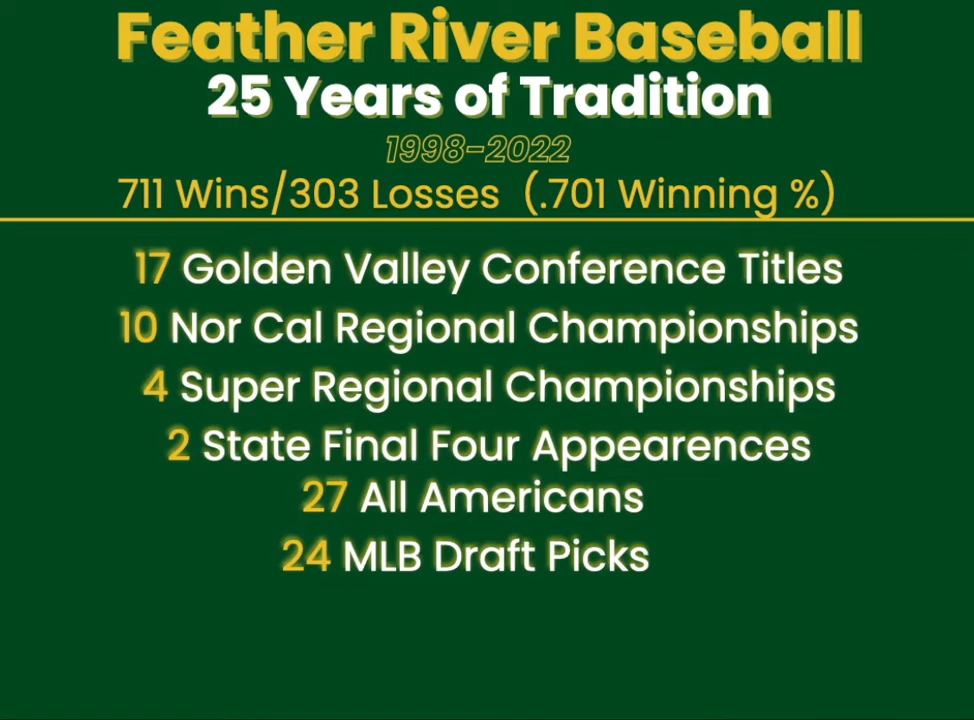 Feather River Baseball
25 Years of Tradition
1998-2022
711 Wins/303 Losses (.701 Winning %)
17 Golden Valley Conference Titles
10 Nor Cal Regional Championships
4 Super Regional Championships
2 State Final Four Appearences
27 All Americans
24 MLB Draft Picks